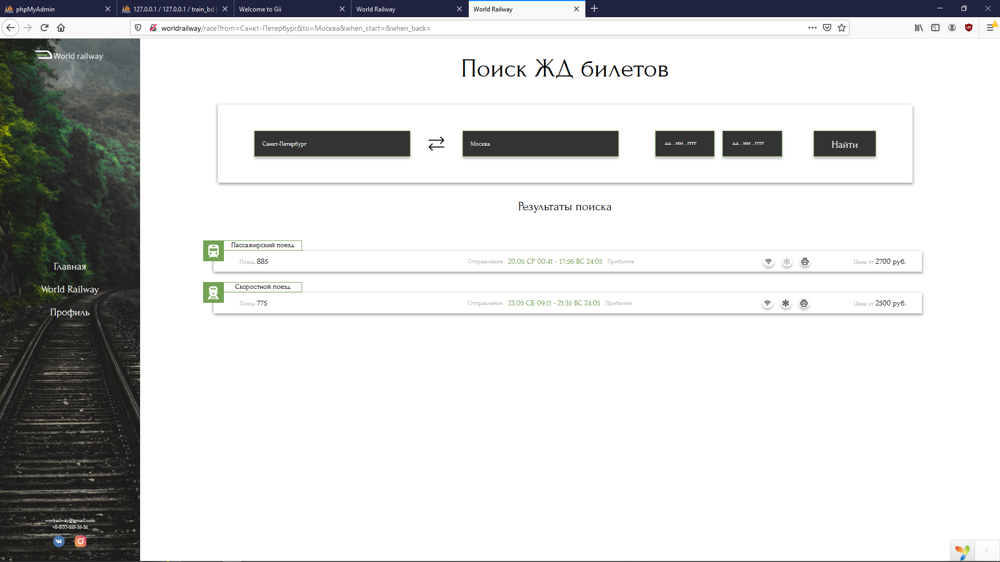 phpMyAdmin
127.0.0.1 / 127.0.0.1 / train_bd |
Welcome to Gii
World Railway
World Railway
worldrailway/race?from=Санкт-Петербург&to=Москва&when_start=&when_back=
World railway
Главная
World Railway
Профиль
worlrailway@gmail.com
+8-800-555-35-35
Поиск ЖД билетов
Санкт-Петербург
Москва
дд . мм . гггг
дд . мм . гггг
Найти
Результаты поиска
Пассажирский поезд
Поезд 885 Отправление 20.05 СР 00:41 - 17:56 ВС 24.05 Прибытие Цена от 2700 руб.
Скоростной поезд
Поезд 775 Отправление 23.05 СБ 09:11 - 21:35 ВС 24.05 Прибытие Цена от 2500 руб.